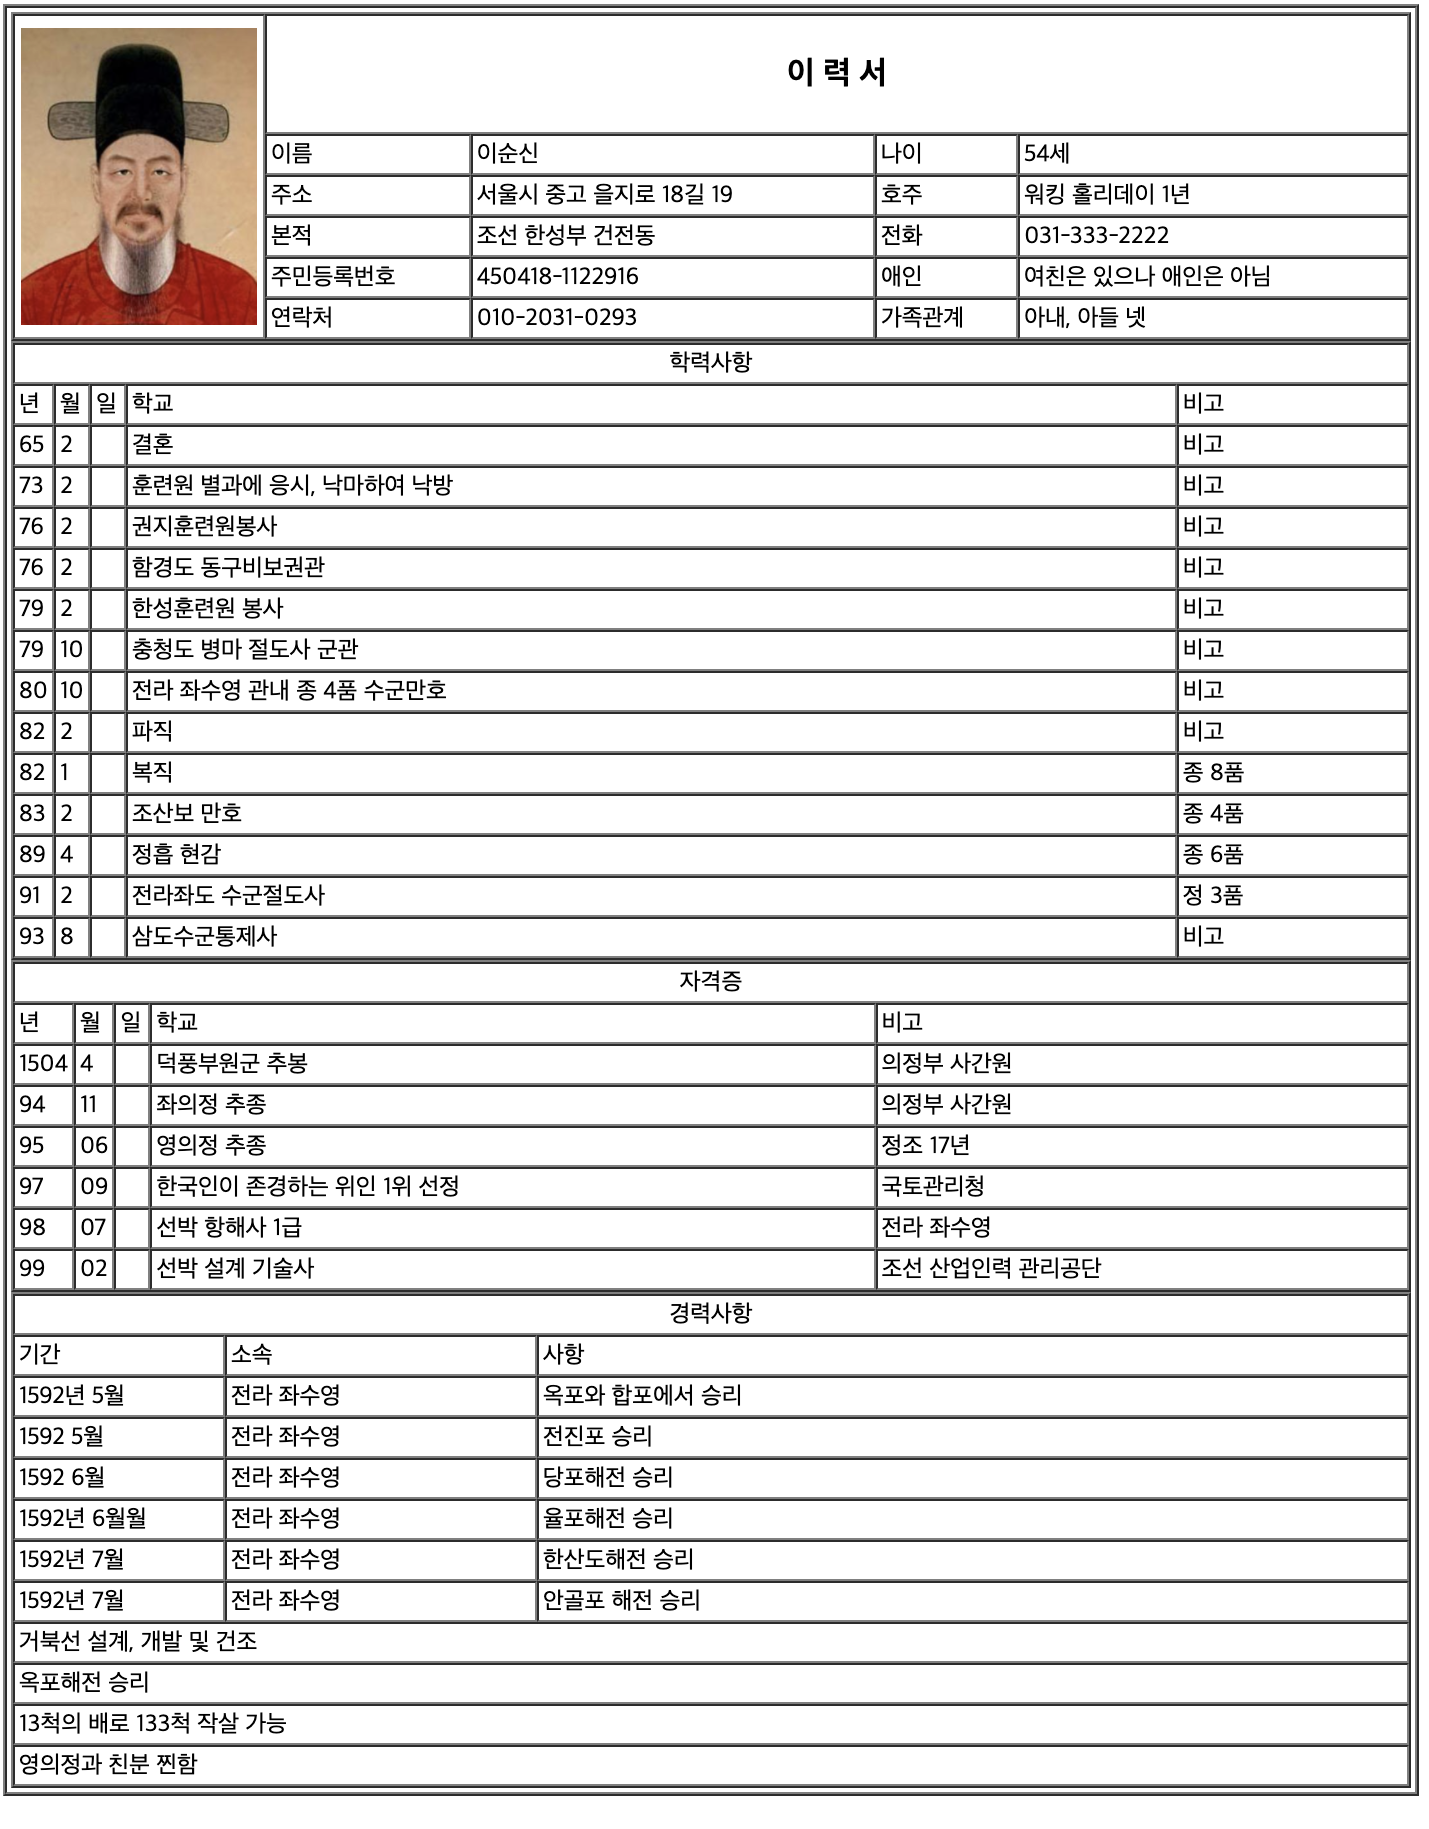 이 력 서
이름 이순신 나이 54세
주소 서울시 중고 을지로 18길 19 호주 워킹 홀리데이 1년
본적 조선 한성부 건전동 전화 031-333-2222
주민등록번호 450418-1122916 애인 여친은 있으나 애인은 아님
연락처 010-2031-0293 가족관계 아내, 아들 넷
학력사항
년 월 일 학교 비고
65 2 결혼 비고
73 2 훈련원 별과에 응시, 낙마하여 낙방 비고
76 2 권지훈련원봉사 비고
76 2 함경도 동구비보권관 비고
79 2 한성훈련원 봉사 비고
79 10 충청도 병마 절도사 군관 비고
80 10 전라 좌수영 관내 종 4품 수군만호 비고
82 2 파직 비고
82 1 복직 종 8품
83 2 조산보 만호 종 4품
89 4 정흡 현감 종 6품
91 2 전라좌도 수군절도사 정 3품
93 8 삼도수군통제사 비고
자격증
년 월 일 학교 비고
1504 4 덕풍부원군 추봉 의정부 사간원
94 11 좌의정 추종 의정부 사간원
95 06 영의정 추종 정조 17년
97 09 한국인이 존경하는 위인 1위 선정 국토관리청
98 07 선박 항해사 1급 전라 좌수영
99 02 선박 설계 기술사 조선 산업인력 관리공단
경력사항
기간 소속 사항
1592년 5월 전라 좌수영 옥포와 합포에서 승리
1592 5월 전라 좌수영 전진포 승리
1592 6월 전라 좌수영 당포해전 승리
1592년 6월월 전라 좌수영 율포해전 승리
1592년 7월 전라 좌수영 한산도해전 승리
1592년 7월 전라 좌수영 안골포 해전 승리
거북선 설계, 개발 및 건조
옥포해전 승리
13척의 배로 133척 작살 가능
영의정과 친분 찐함